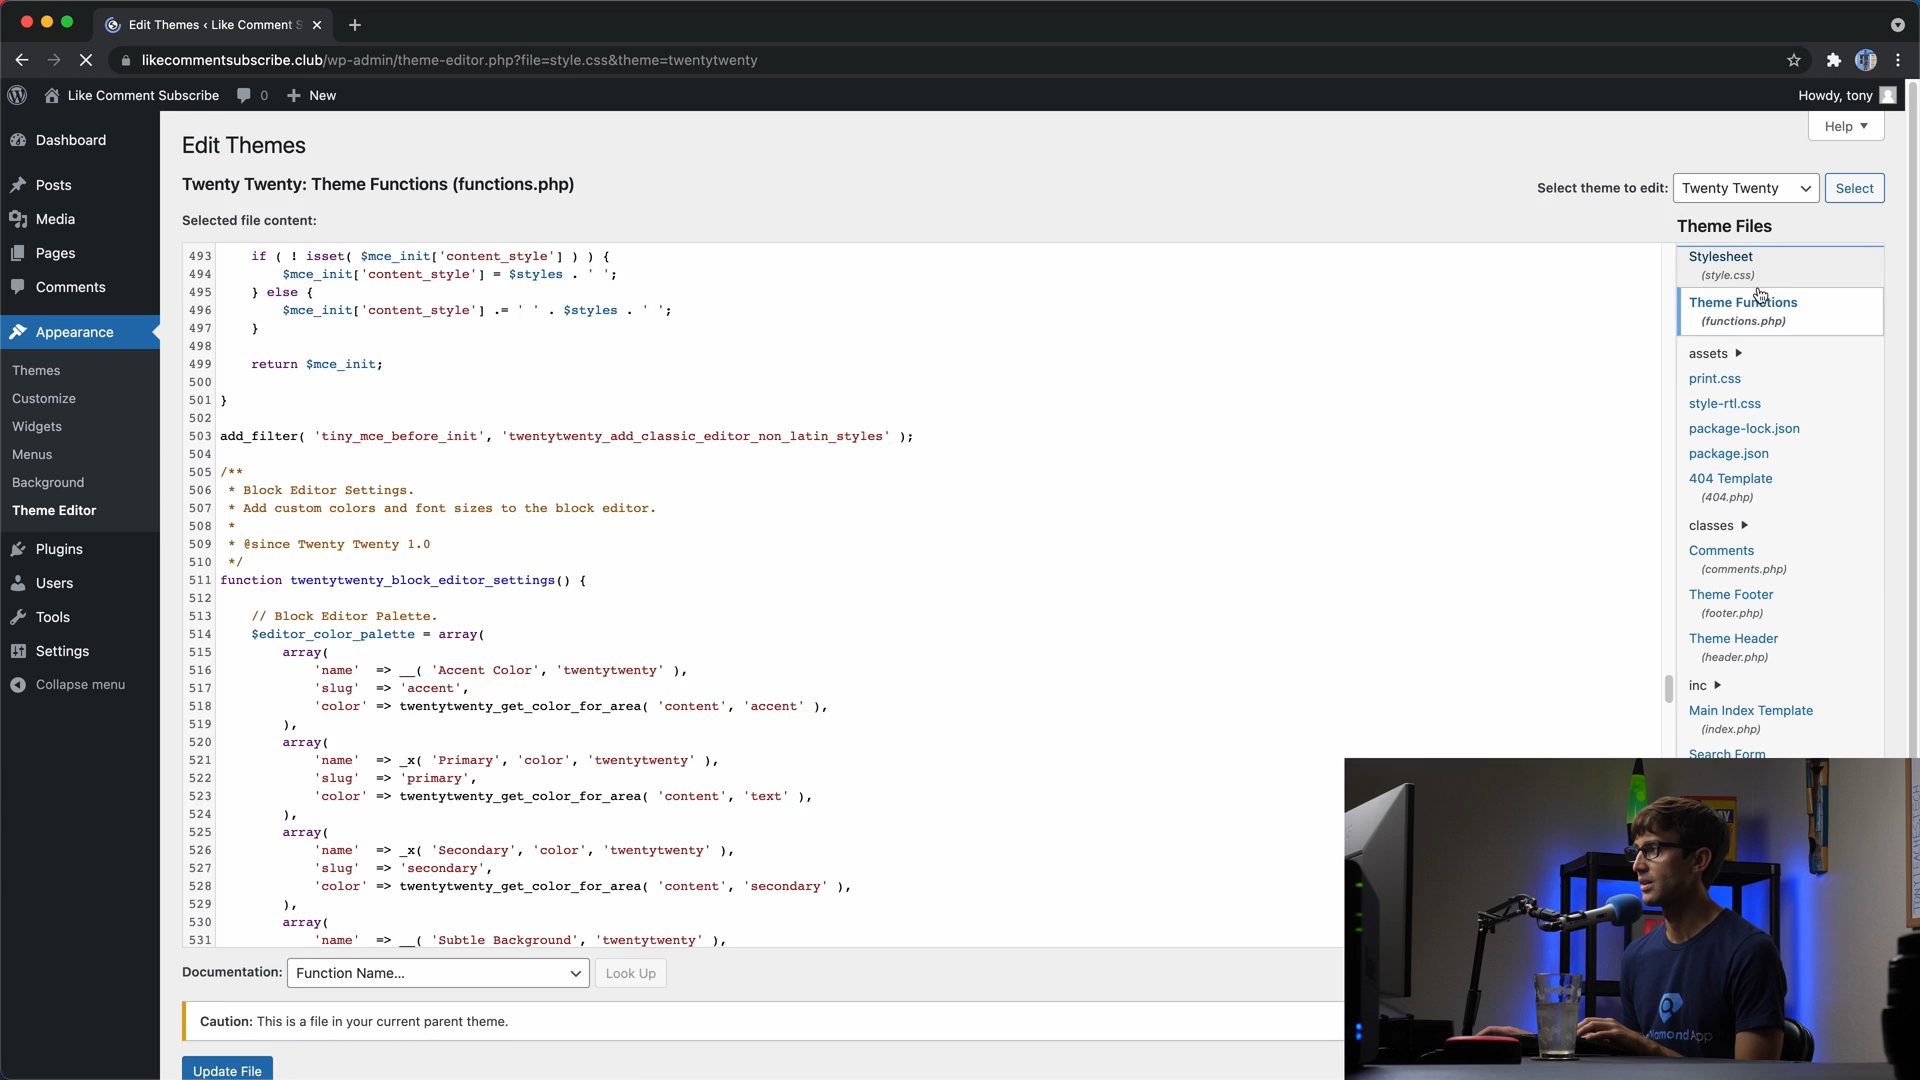 Edit Themes ‹ Like Comment S
likecommentsubscribe.club/wp-admin/theme-editor.php?file=style.css&theme=twentytwenty
Like Comment Subscribe 0 New Howdy, tony
Help
Dashboard
Posts
Media
Pages
Comments
Appearance
Themes
Customize
Widgets
Menus
Background
Theme Editor
Plugins
Users
Tools
Settings
Collapse menu
Edit Themes
Twenty Twenty: Theme Functions (functions.php)
Select theme to edit: Twenty Twenty Select
Selected file content:
493 if ( ! isset( $mce_init['content_style'] ) ) {
494 $mce_init['content_style'] = $styles . ' ';
495 } else {
496 $mce_init['content_style'] .= ' ' . $styles . ' ';
497 }
498
499 return $mce_init;
500
501 }
502
503 add_filter( 'tiny_mce_before_init', 'twentytwenty_add_classic_editor_non_latin_styles' );
504
505 /**
506 * Block Editor Settings.
507 * Add custom colors and font sizes to the block editor.
508 *
509 * @since Twenty Twenty 1.0
510 */
511 function twentytwenty_block_editor_settings() {
512
513 // Block Editor Palette.
514 $editor_color_palette = array(
515 array(
516 'name' => __( 'Accent Color', 'twentytwenty' ),
517 'slug' => 'accent',
518 'color' => twentytwenty_get_color_for_area( 'content', 'accent' ),
519 ),
520 array(
521 'name' => _x( 'Primary', 'color', 'twentytwenty' ),
522 'slug' => 'primary',
523 'color' => twentytwenty_get_color_for_area( 'content', 'text' ),
524 ),
525 array(
526 'name' => _x( 'Secondary', 'color', 'twentytwenty' ),
527 'slug' => 'secondary',
528 'color' => twentytwenty_get_color_for_area( 'content', 'secondary' ),
529 ),
530 array(
531 'name' => __( 'Subtle Background', 'twentytwenty' ),
Theme Files
Stylesheet
(style.css)
Theme Functions
(functions.php)
assets
print.css
style-rtl.css
package-lock.json
package.json
404 Template
(404.php)
classes
Comments
(comments.php)
Theme Footer
(footer.php)
Theme Header
(header.php)
inc
Main Index Template
(index.php)
Search Form
Documentation: Function Name... Look Up
Caution: This is a file in your current parent theme.
Update File